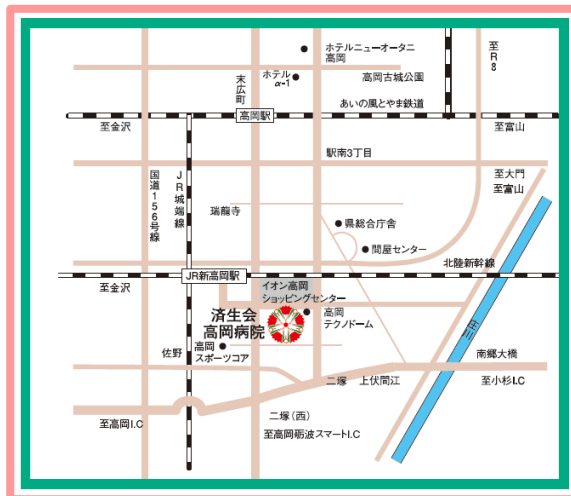 ホテルニューオータニ
高岡
至R8
ホテル
α-1
高岡古城公園
末広町
あいの風とやま鉄道
高岡駅
至金沢
至富山
駅南3丁目
国道156号線
JR城端線
至大門
至富山
瑞龍寺
県総合庁舎
問屋センター
北陸新幹線
JR新高岡駅
至金沢
イオン高岡
ショッピングセンター
済生会
高岡病院
高岡
テクノドーム
庄川
佐野
高岡
スポーツコア
南郷大橋
二塚
上伏間江
至小杉I.C
至高岡I.C
二塚(西)
至高岡砺波スマートI.C